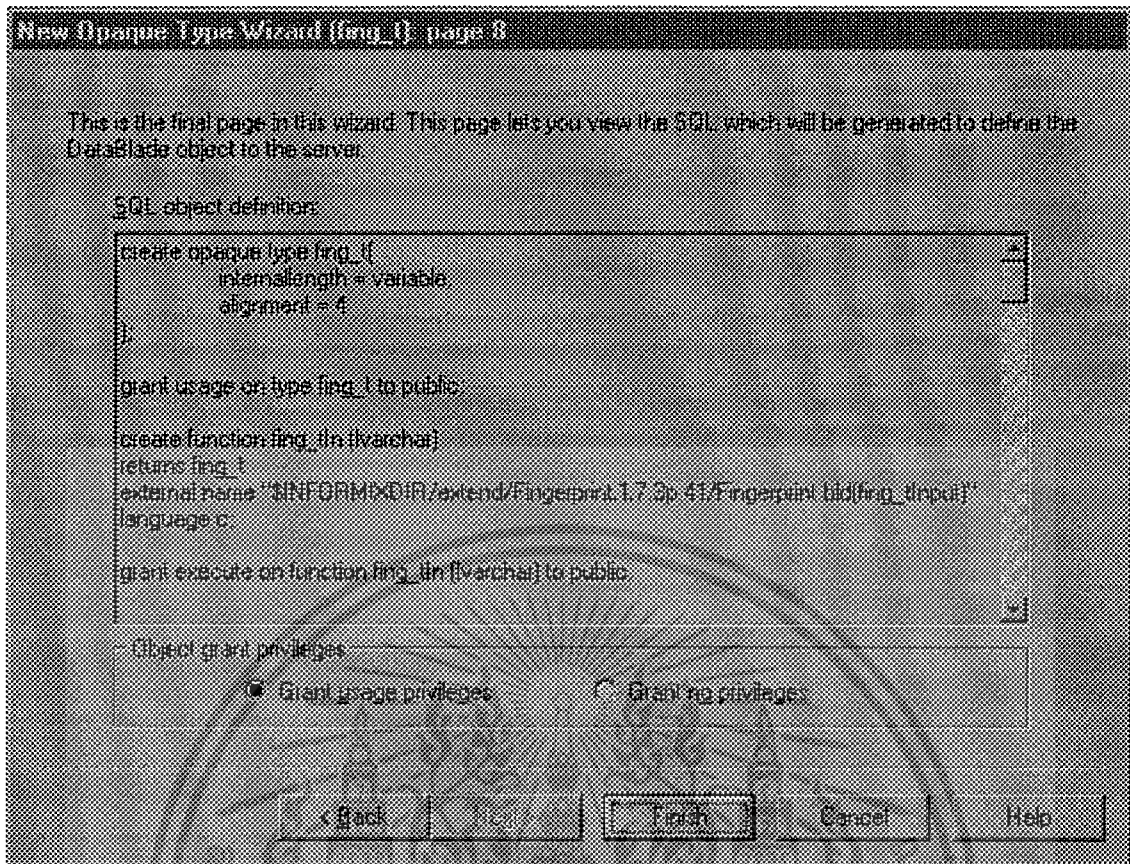 New Opaque Type Wizard (fing_t): page 8
This is the final page in this wizard. This page lets you view the SQL, which will be generated to define the
DataBlade object to the server.
SQL object definition:
create opaque type fing_t(
internallength = variable,
alignment = 4
);
grant usage on type fing_t to public;
create function fing_tIn (lvarchar)
returns fing_t
external name "$INFORMIXDIR/extend/Fingerprint.1.7.3p.41/Fingerprint.bld(fing_tInput)"
language c;
grant execute on function fing_tIn (lvarchar) to public;
Object grant privileges
Grant usage privileges
Grant no privileges
< Back
Next >
Finish
Cancel
Help